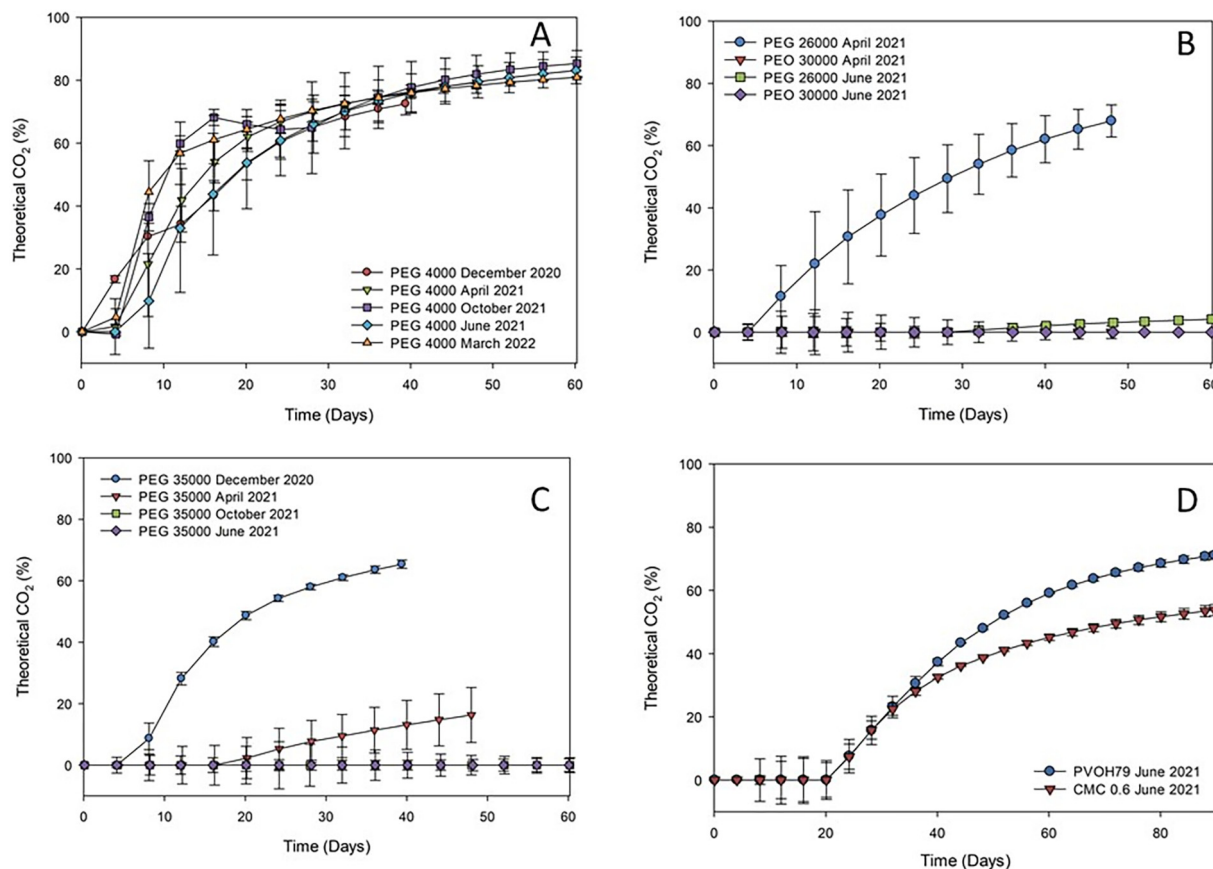 A
Theoretical CO₂ (%)
100
80
60
40
20
0
PEG 4000 December 2020
PEG 4000 April 2021
PEG 4000 October 2021
PEG 4000 June 2021
PEG 4000 March 2022
0 10 20 30 40 50 60
Time (Days)
B
Theoretical CO₂ (%)
100
80
60
40
20
0
PEG 26000 April 2021
PEO 30000 April 2021
PEG 26000 June 2021
PEO 30000 June 2021
0 10 20 30 40 50 60
Time (Days)
C
Theoretical CO₂ (%)
100
80
60
40
20
0
PEG 35000 December 2020
PEG 35000 April 2021
PEG 35000 October 2021
PEG 35000 June 2021
0 10 20 30 40 50 60
Time (Days)
D
Theoretical CO₂ (%)
100
80
60
40
20
0
PVOH79 June 2021
CMC 0.6 June 2021
0 20 40 60 80
Time (Days)